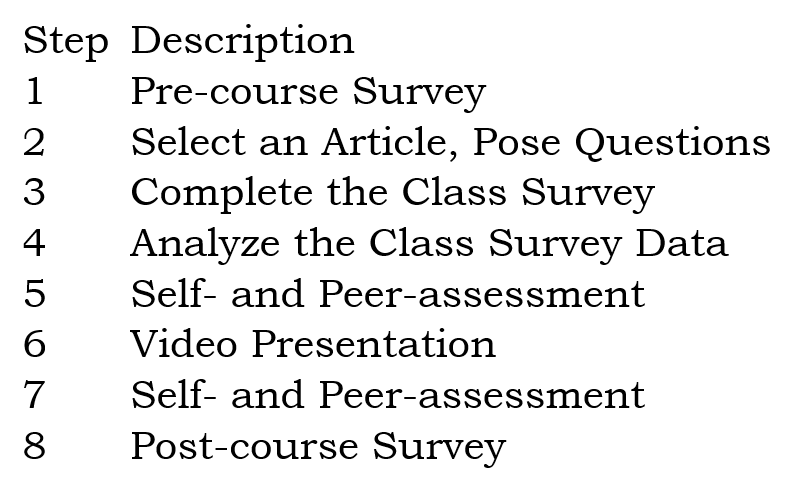 Step Description
1 Pre-course Survey
2 Select an Article, Pose Questions
3 Complete the Class Survey
4 Analyze the Class Survey Data
5 Self- and Peer-assessment
6 Video Presentation
7 Self- and Peer-assessment
8 Post-course Survey